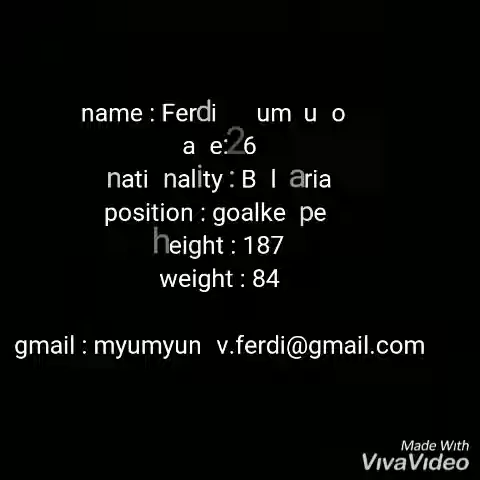 name : Ferdi um u o
a e: 26
nati nality : B l aria
position : goalke pe
height : 187
weight : 84
gmail : myumyun v.ferdi@gmail.com
Made With
VivaVideo